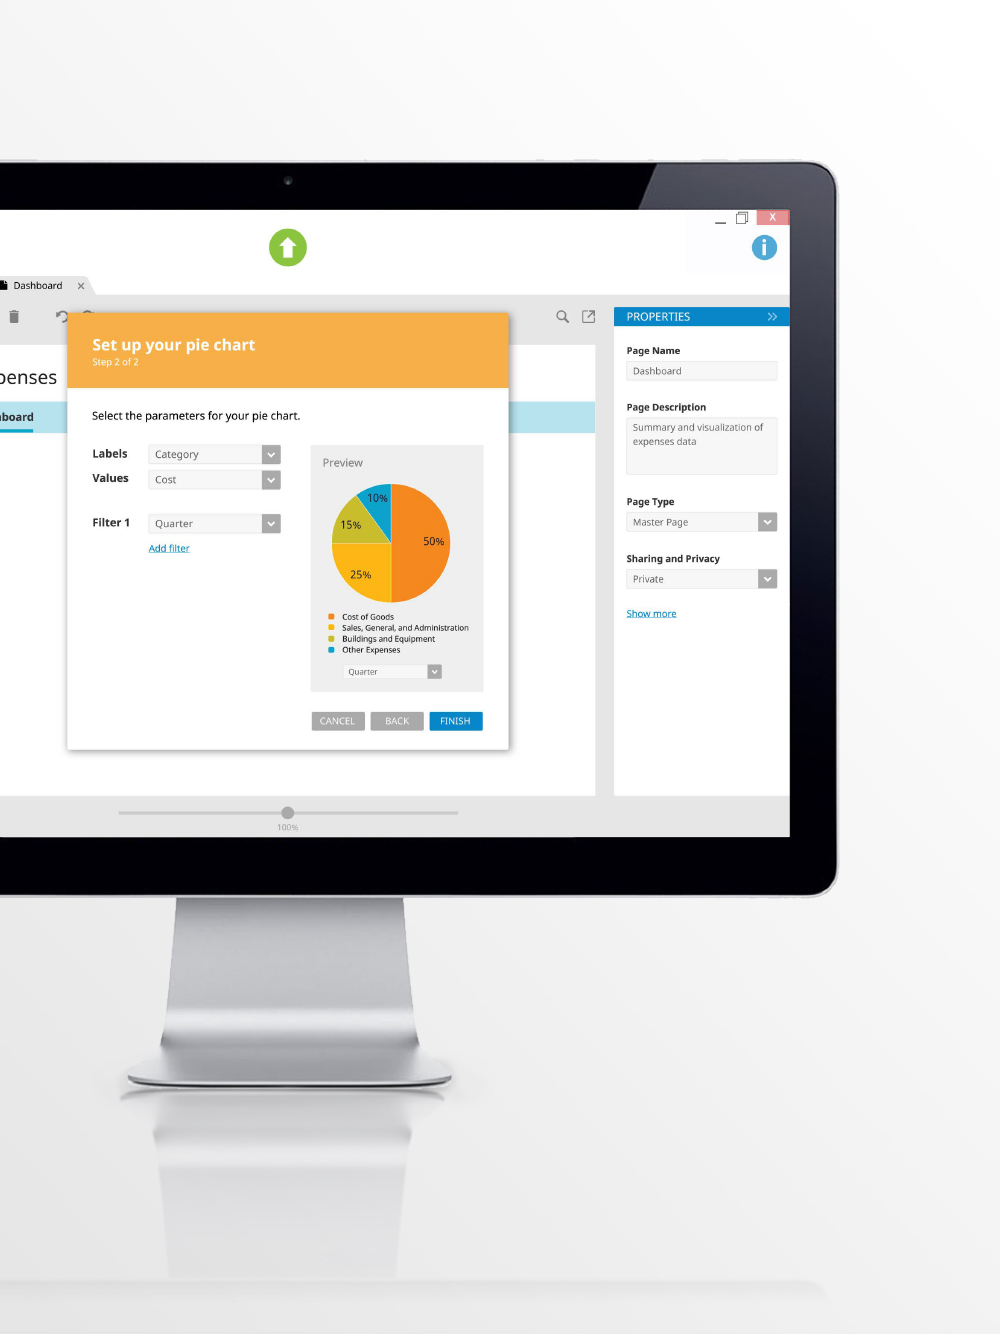 X
i
Dashboard
PROPERTIES
Set up your pie chart
Step 2 of 2
Select the parameters for your pie chart.
Labels Category
Values Cost
Filter 1 Quarter
Add filter
Preview
10%
15%
50%
25%
Cost of Goods
Sales, General, and Administration
Buildings and Equipment
Other Expenses
Quarter
CANCEL BACK FINISH
Page Name
Dashboard
Page Description
Summary and visualization of
expenses data
Page Type
Master Page
Sharing and Privacy
Private
Show more
100%